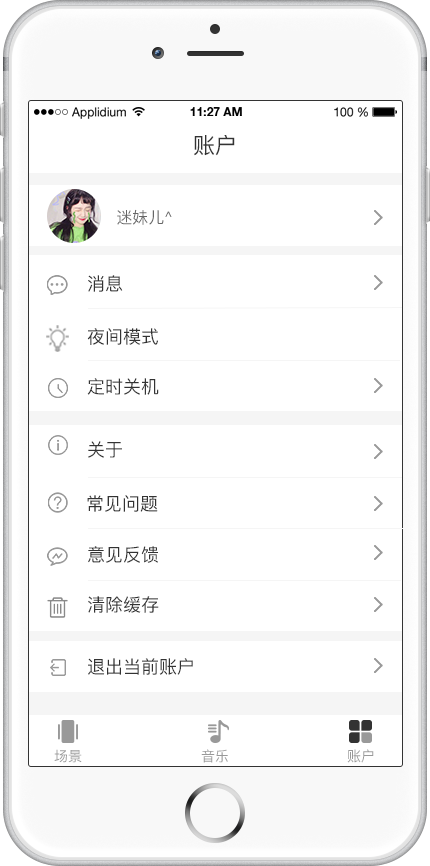 Applidium 11:27 AM 100 %
账户
迷妹儿^
消息
夜间模式
定时关机
关于
常见问题
意见反馈
清除缓存
退出当前账户
场景 音乐 账户